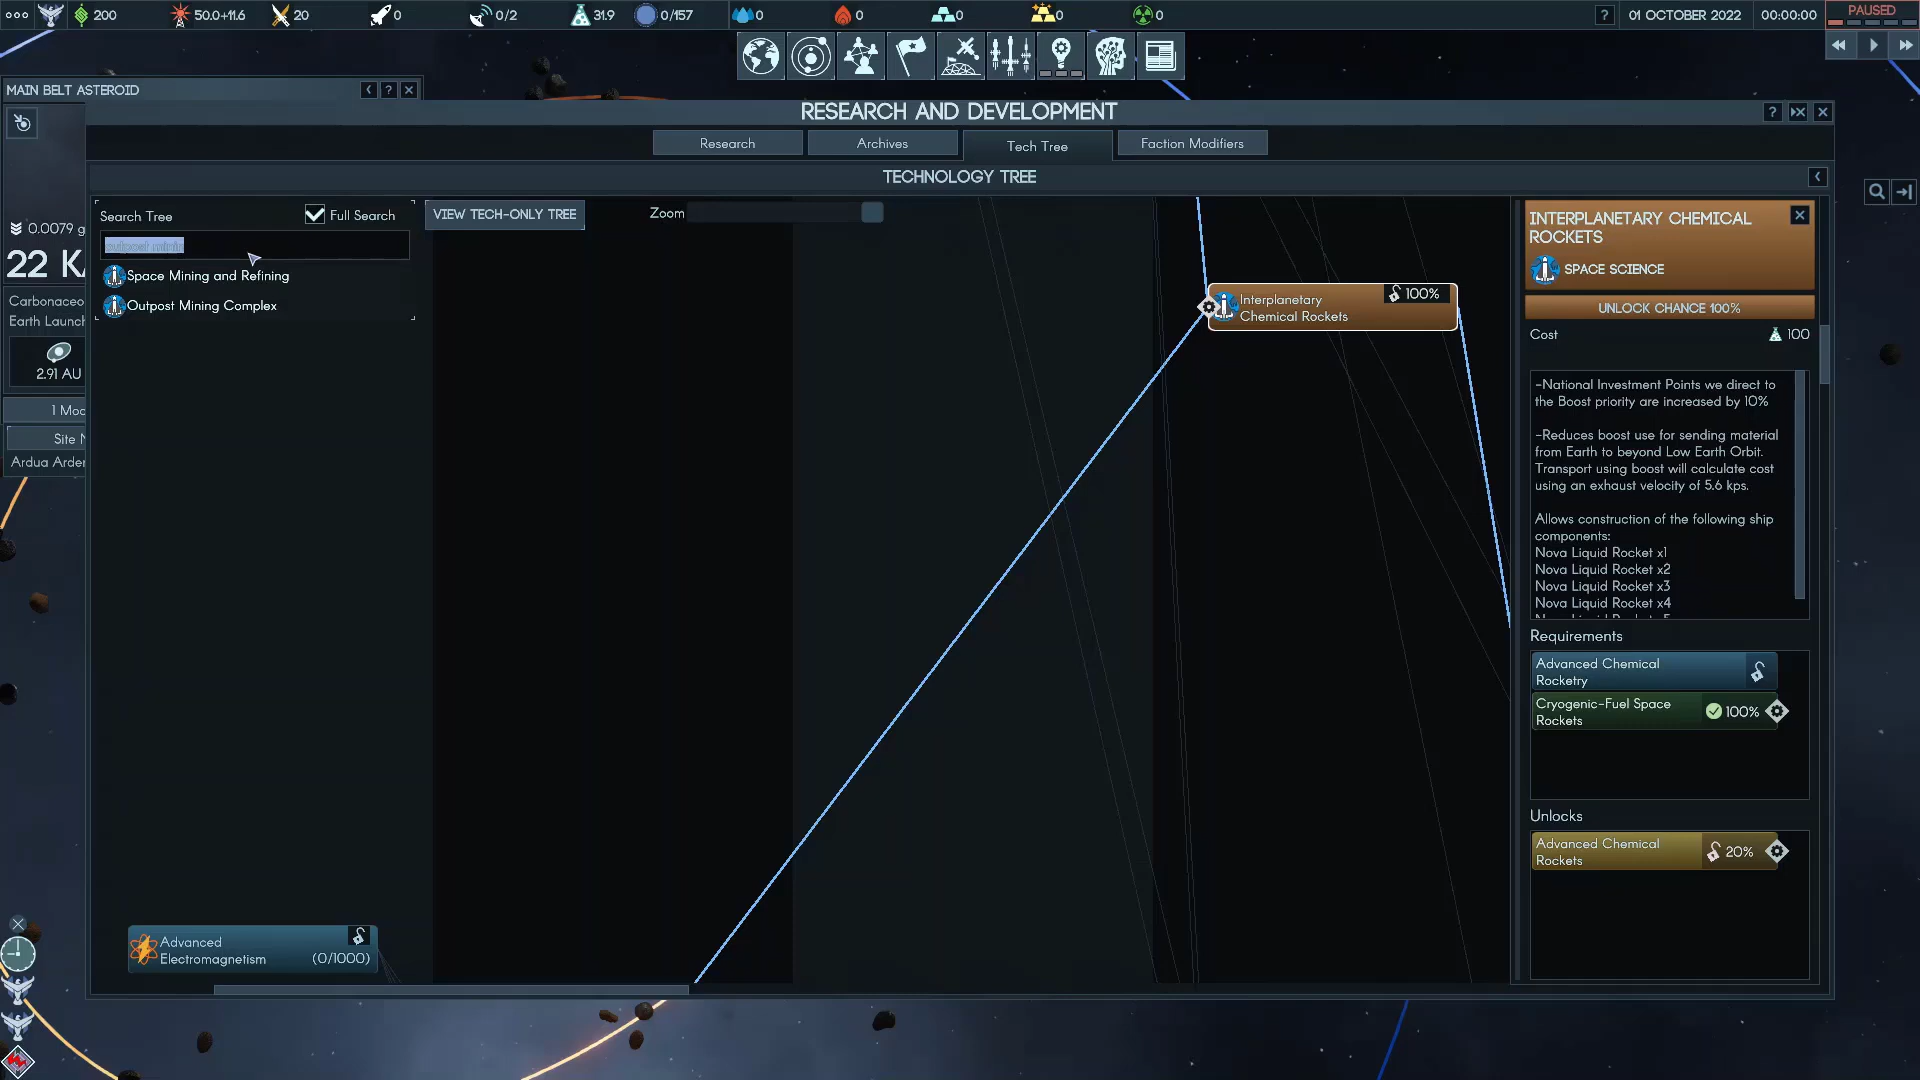 200
50.0+11.6
20
0
0/2
31.9
0/157
0
0
0
0
0
?
01 OCTOBER 2022
00:00:00
PAUSED
MAIN BELT ASTEROID
?
RESEARCH AND DEVELOPMENT
?
Research
Archives
Tech Tree
Faction Modifiers
TECHNOLOGY TREE
Search Tree
Full Search
outpost minin
Space Mining and Refining
Outpost Mining Complex
VIEW TECH-ONLY TREE
Zoom
0.0079 g
22 K
Carbonaceo
Earth Launch
2.91 AU
1 Moc
Site
Ardua Arder
Interplanetary
Chemical Rockets
100%
Advanced
Electromagnetism
(0/1000)
INTERPLANETARY CHEMICAL
ROCKETS
SPACE SCIENCE
UNLOCK CHANCE 100%
Cost
100
-National Investment Points we direct to
the Boost priority are increased by 10%
-Reduces boost use for sending material
from Earth to beyond Low Earth Orbit.
Transport using boost will calculate cost
using an exhaust velocity of 5.6 kps.
Allows construction of the following ship
components:
Nova Liquid Rocket x1
Nova Liquid Rocket x2
Nova Liquid Rocket x3
Nova Liquid Rocket x4
Requirements
Advanced Chemical
Rocketry
Cryogenic-Fuel Space
Rockets
100%
Unlocks
Advanced Chemical
Rockets
20%